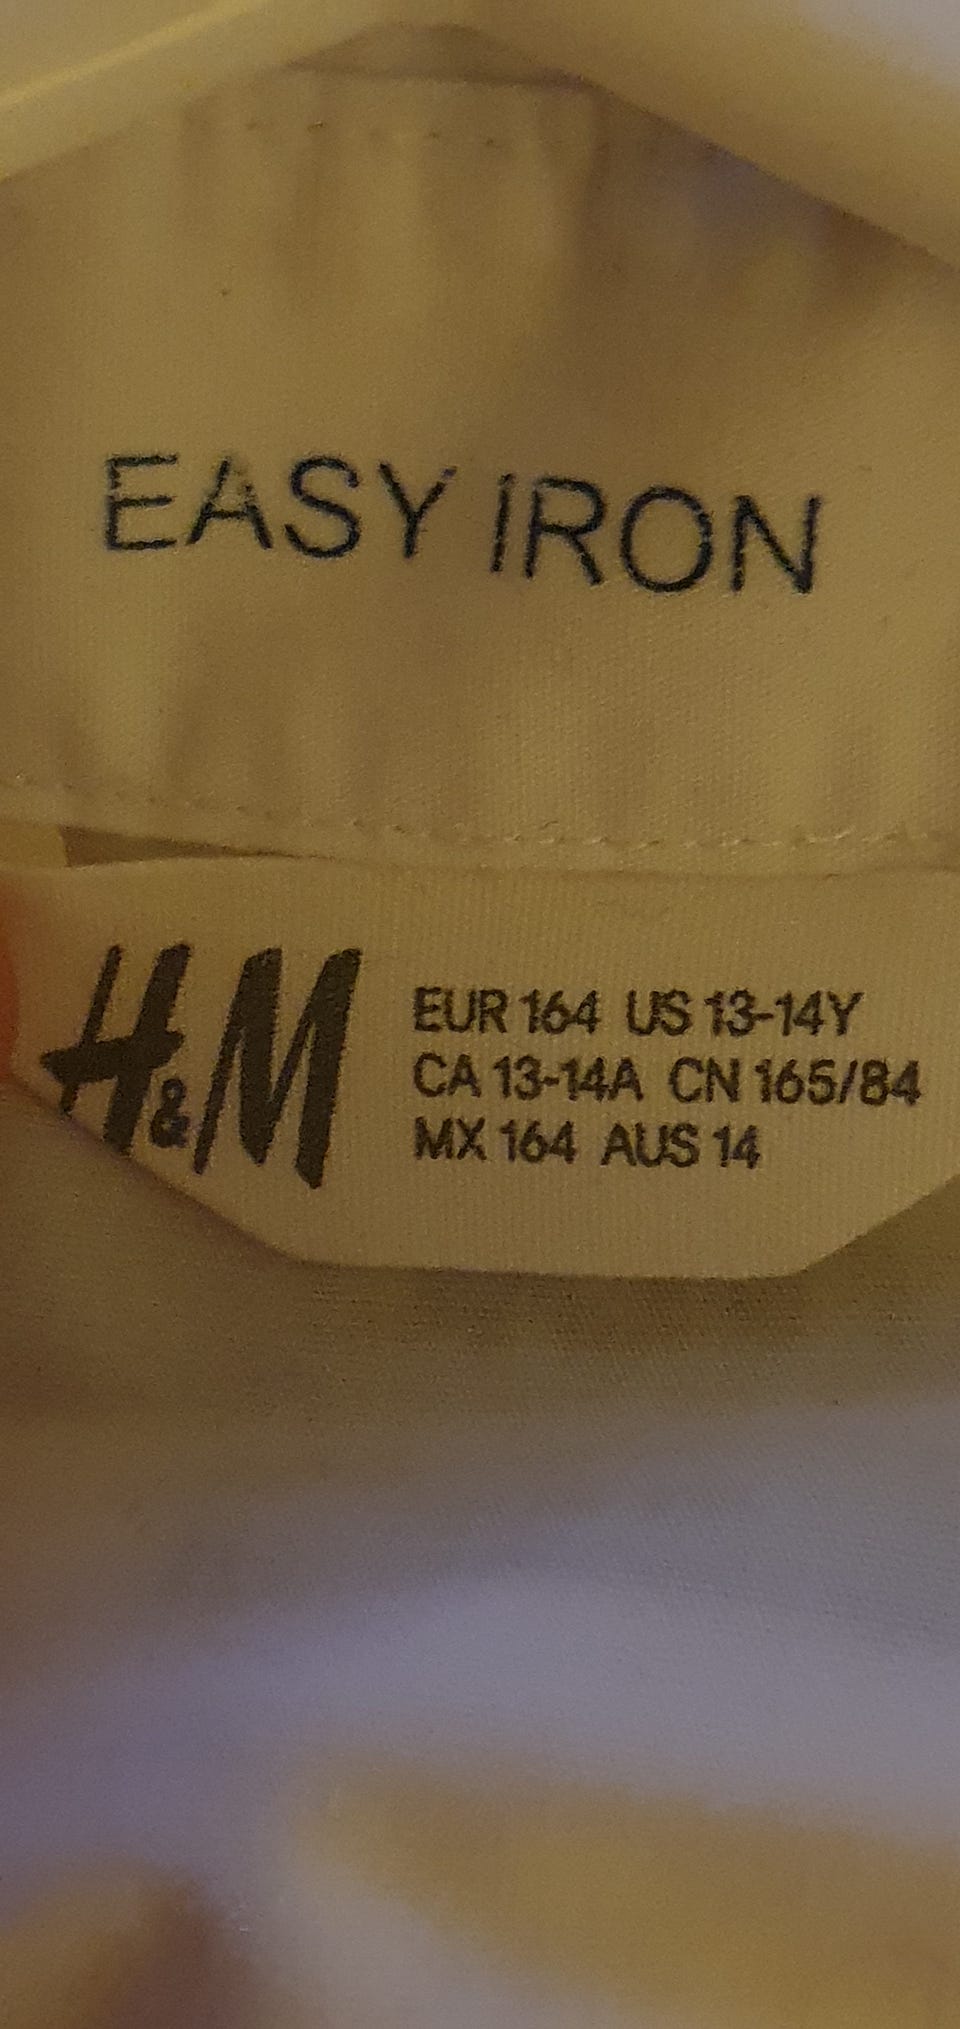 EASY IRON
H&M
EUR 164 US 13-14Y
CA 13-14A CN 165/84
MX 164 AUS 14